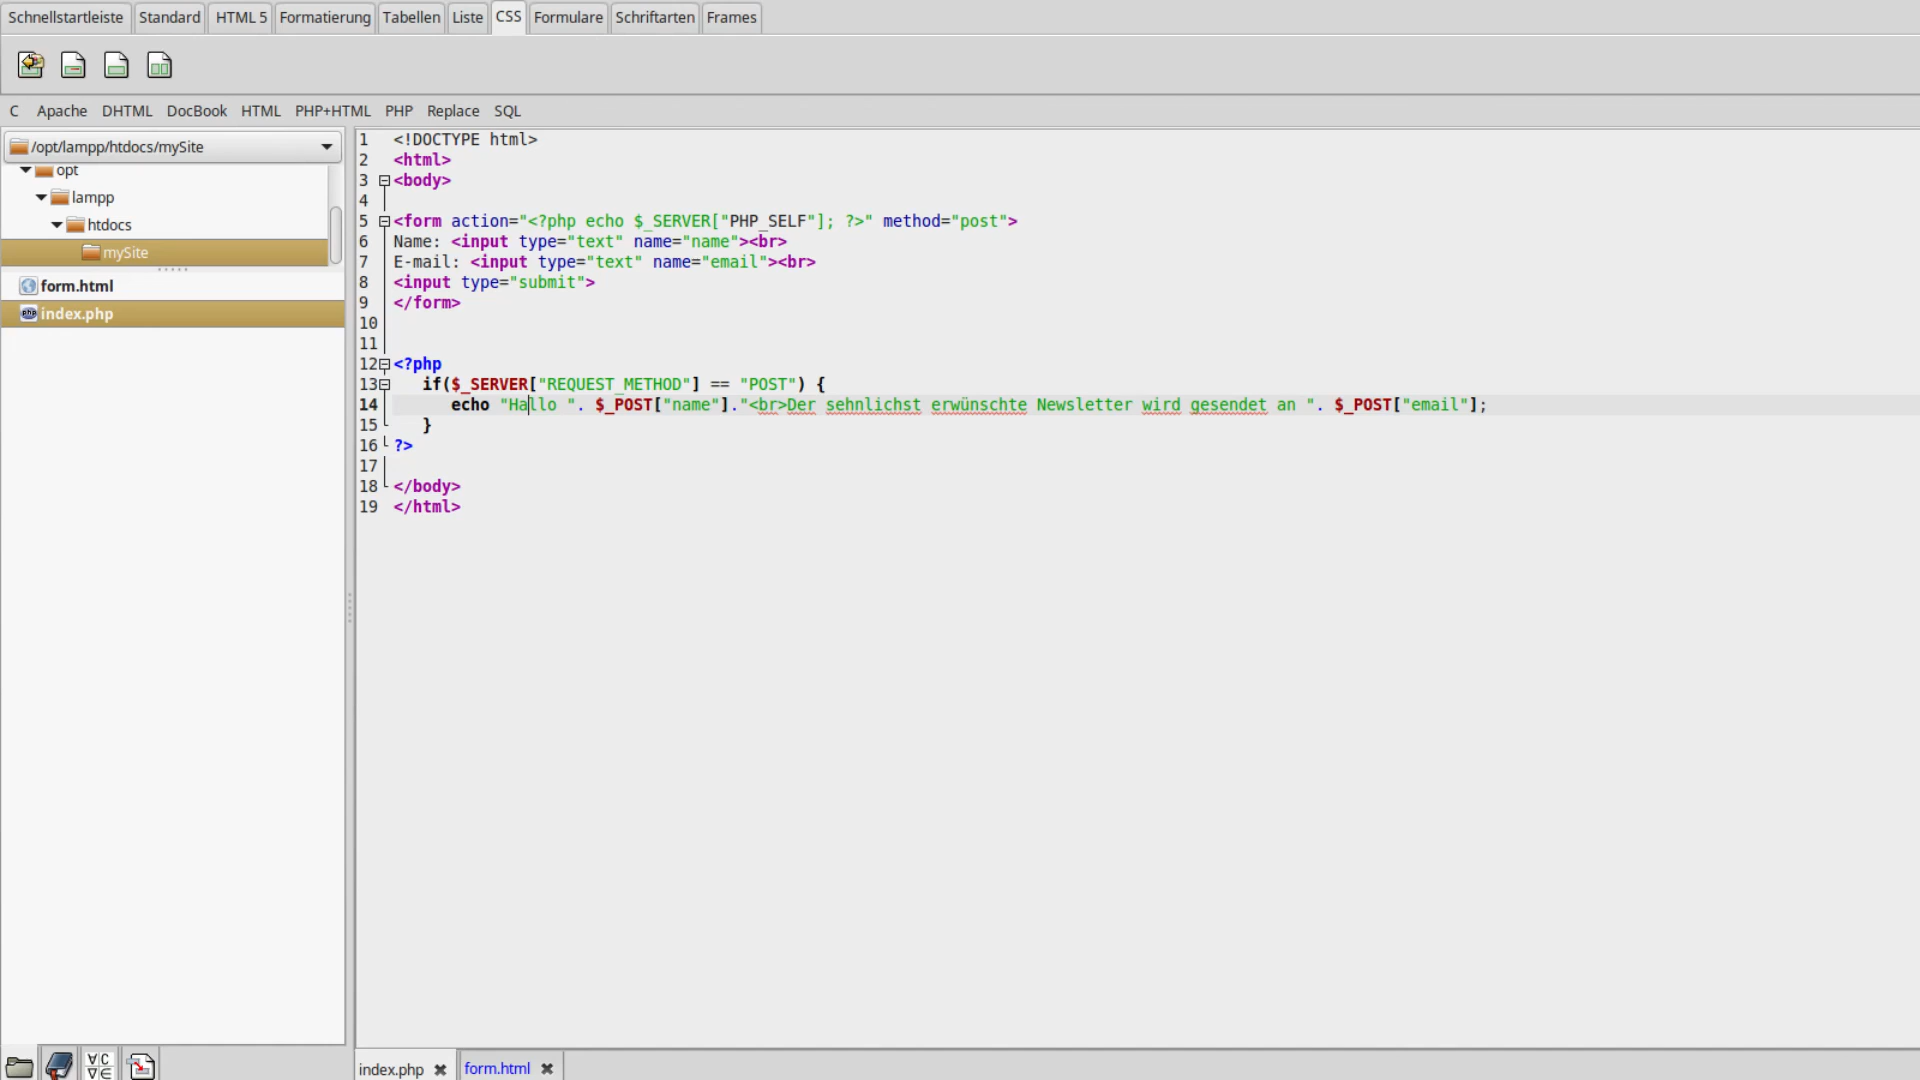 Schnellstartleiste Standard HTML 5 Formatierung Tabellen Liste CSS Formulare Schriftarten Frames
C Apache DHTML DocBook HTML PHP+HTML PHP Replace SQL
/opt/lampp/htdocs/mySite
opt
lampp
htdocs
mySite
form.html
index.php
1 <!DOCTYPE html>
2 <html>
3 <body>
4
5 <form action="<?php echo $_SERVER["PHP_SELF"]; ?>" method="post">
6 Name: <input type="text" name="name"><br>
7 E-mail: <input type="text" name="email"><br>
8 <input type="submit">
9 </form>
10
11
12 <?php
13 if($_SERVER["REQUEST_METHOD"] == "POST") {
14 echo "Hallo ". $_POST["name"]."<br>Der sehnlichst erwünschte Newsletter wird gesendet an ". $_POST["email"];
15 }
16 ?>
17
18 </body>
19 </html>
index.php form.html